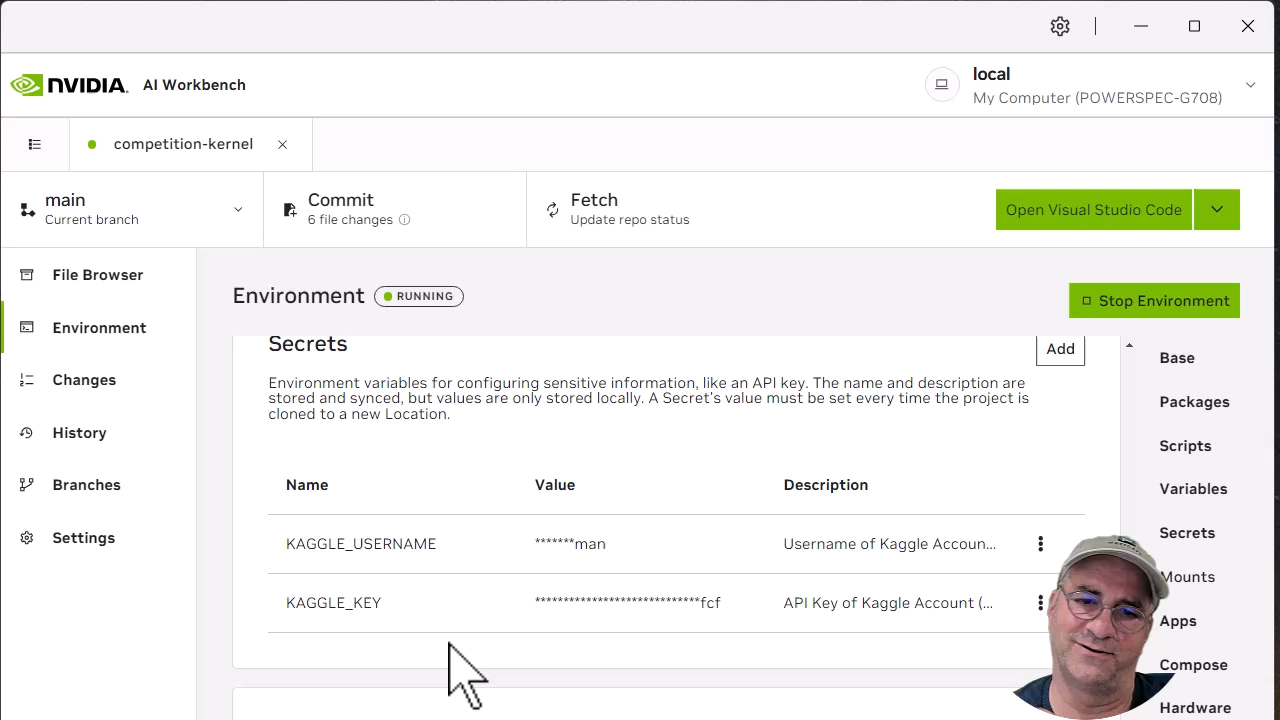 NVIDIA. AI Workbench
local
My Computer (POWERSPEC-G708)
competition-kernel
main
Current branch
Commit
6 file changes
Fetch
Update repo status
Open Visual Studio Code
File Browser
Environment
Changes
History
Branches
Settings
Environment
RUNNING
Stop Environment
Secrets
Add
Environment variables for configuring sensitive information, like an API key. The name and description are
stored and synced, but values are only stored locally. A Secret's value must be set every time the project is
cloned to a new Location.
Name Value Description
KAGGLE_USERNAME *******man Username of Kaggle Accoun...
KAGGLE_KEY *****************************fcf API Key of Kaggle Account (...
Base
Packages
Scripts
Variables
Secrets
Mounts
Apps
Compose
Hardware